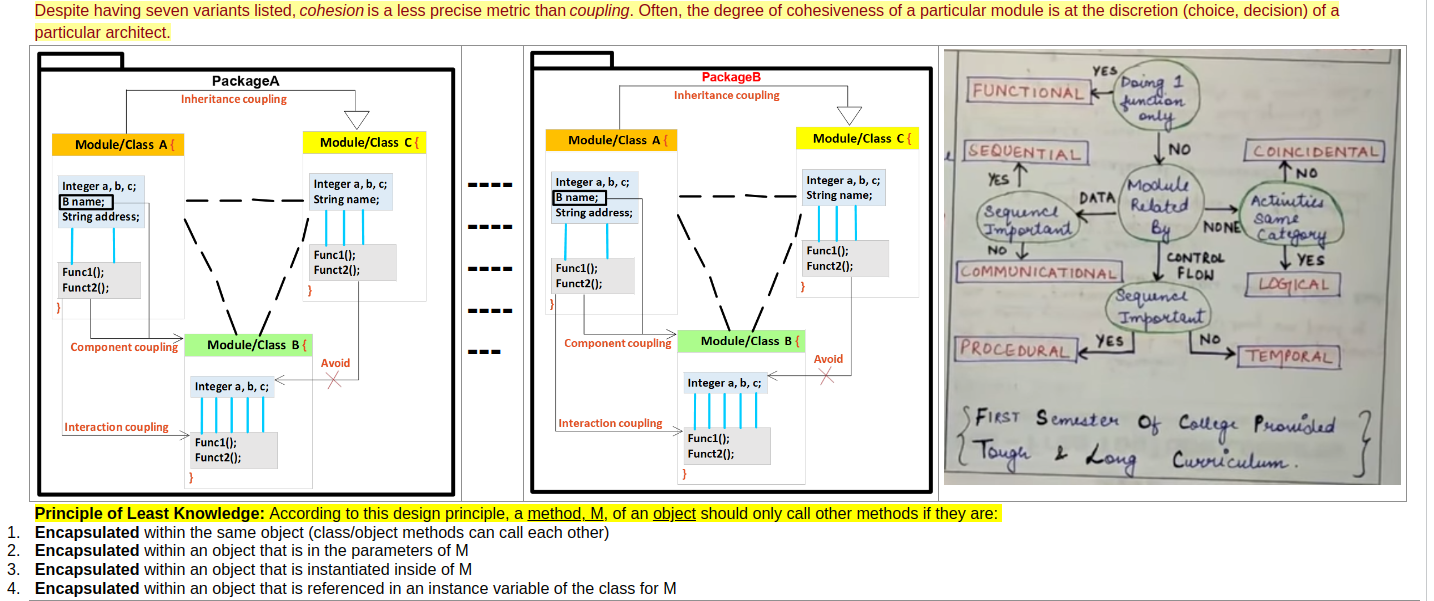 Despite having seven variants listed, cohesion is a less precise metric than coupling. Often, the degree of cohesiveness of a particular module is at the discretion (choice, decision) of a
particular architect.
PackageA
Inheritance coupling
Module/Class A {
Module/Class C {
Integer a, b, c;
B name;
String address;
Integer a, b, c;
String name;
Func1();
Funct2();
}
Func1();
Funct2();
}
Component coupling
Module/Class B {
Avoid
Integer a, b, c;
Interaction coupling
Func1();
Funct2();
}
PackageB
Inheritance coupling
Module/Class A {
Module/Class C {
Integer a, b, c;
B name;
String address;
Integer a, b, c;
String name;
Func1();
Funct2();
}
Func1();
Funct2();
}
Component coupling
Module/Class B {
Avoid
Integer a, b, c;
Interaction coupling
Func1();
Funct2();
}
YES
Doing 1
function
only
FUNCTIONAL
NO
SEQUENTIAL
COINCIDENTAL
YES
NO
Module
Related
By
DATA
NONE
Sequence
Important
Activities
Same
Category
NO
YES
CONTROL
FLOW
COMMUNICATIONAL
LOGICAL
Sequence
Important
YES
NO
PROCEDURAL
TEMPORAL
{ FIRST Semester Of College Provided }
Tough & Long Curriculum.
Principle of Least Knowledge: According to this design principle, a method, M, of an object should only call other methods if they are:
1. Encapsulated within the same object (class/object methods can call each other)
2. Encapsulated within an object that is in the parameters of M
3. Encapsulated within an object that is instantiated inside of M
4. Encapsulated within an object that is referenced in an instance variable of the class for M